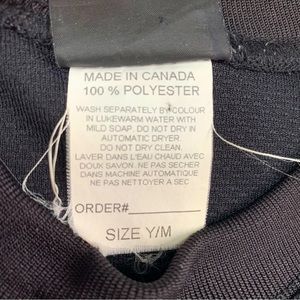 MADE IN CANADA
100 % POLYESTER
WASH SEPARATELY BY COLOUR
IN LUKEWARM WATER WITH
MILD SOAP. DO NOT DRY IN
AUTOMATIC DRYER.
DO NOT DRY CLEAN.
LAVER DANS L'EAU CHAUD AVEC
DOUX SAVON. NE PAS SECHER
DANS MACHINE AUTOMATIQUE
NE PAS NETTOYER A SEC
ORDER#________
SIZE Y/M